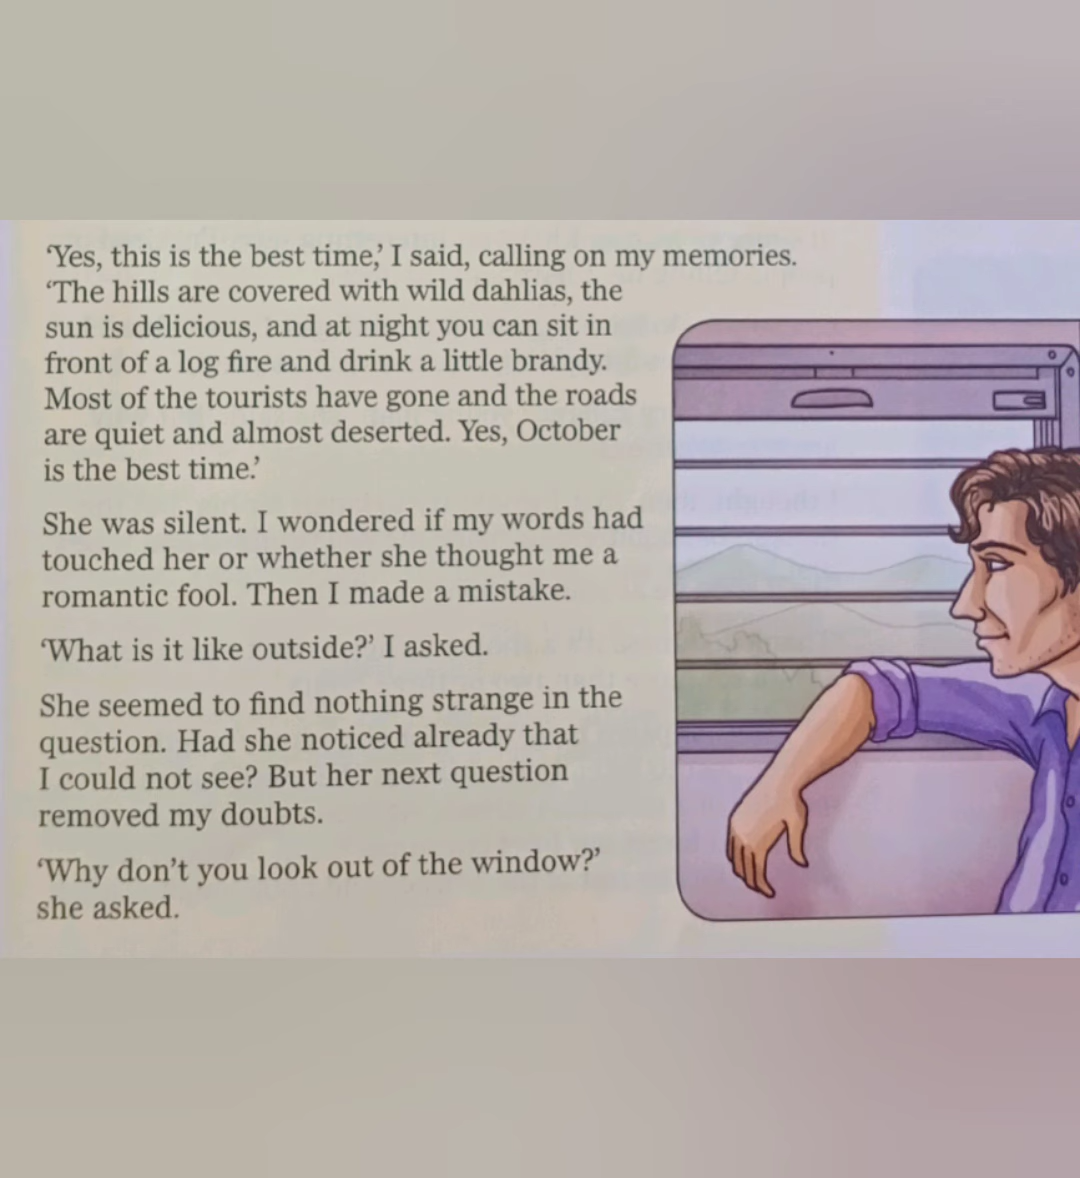 ‘Yes, this is the best time,’ I said, calling on my memories.
‘The hills are covered with wild dahlias, the
sun is delicious, and at night you can sit in
front of a log fire and drink a little brandy.
Most of the tourists have gone and the roads
are quiet and almost deserted. Yes, October
is the best time.’
She was silent. I wondered if my words had
touched her or whether she thought me a
romantic fool. Then I made a mistake.
‘What is it like outside?’ I asked.
She seemed to find nothing strange in the
question. Had she noticed already that
I could not see? But her next question
removed my doubts.
‘Why don’t you look out of the window?’
she asked.